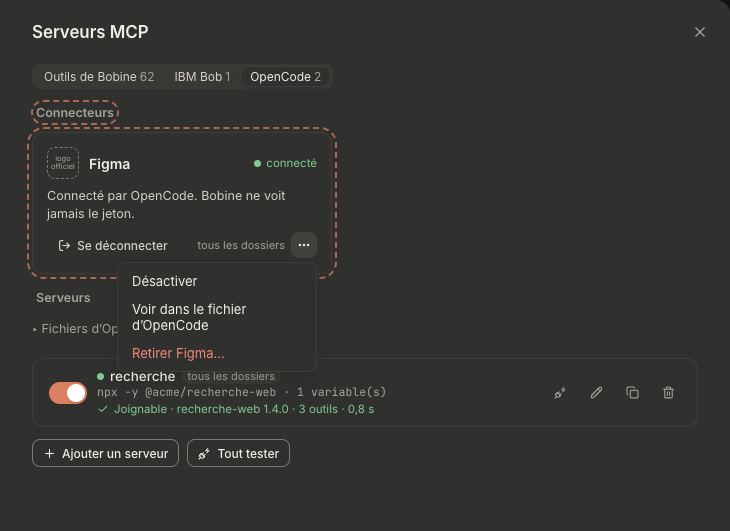 Serveurs MCP
Outils de Bobine 62 IBM Bob 1 OpenCode 2
Connecteurs
logo
officiel
Figma
connecté
Connecté par OpenCode. Bobine ne voit
jamais le jeton.
Se déconnecter tous les dossiers
Désactiver
Voir dans le fichier
d’OpenCode
Retirer Figma…
Serveurs
Fichiers d’Op
recherche tous les dossiers
npx -y @acme/recherche-web · 1 variable(s)
Joignable · recherche-web 1.4.0 · 3 outils · 0,8 s
Ajouter un serveur Tout tester